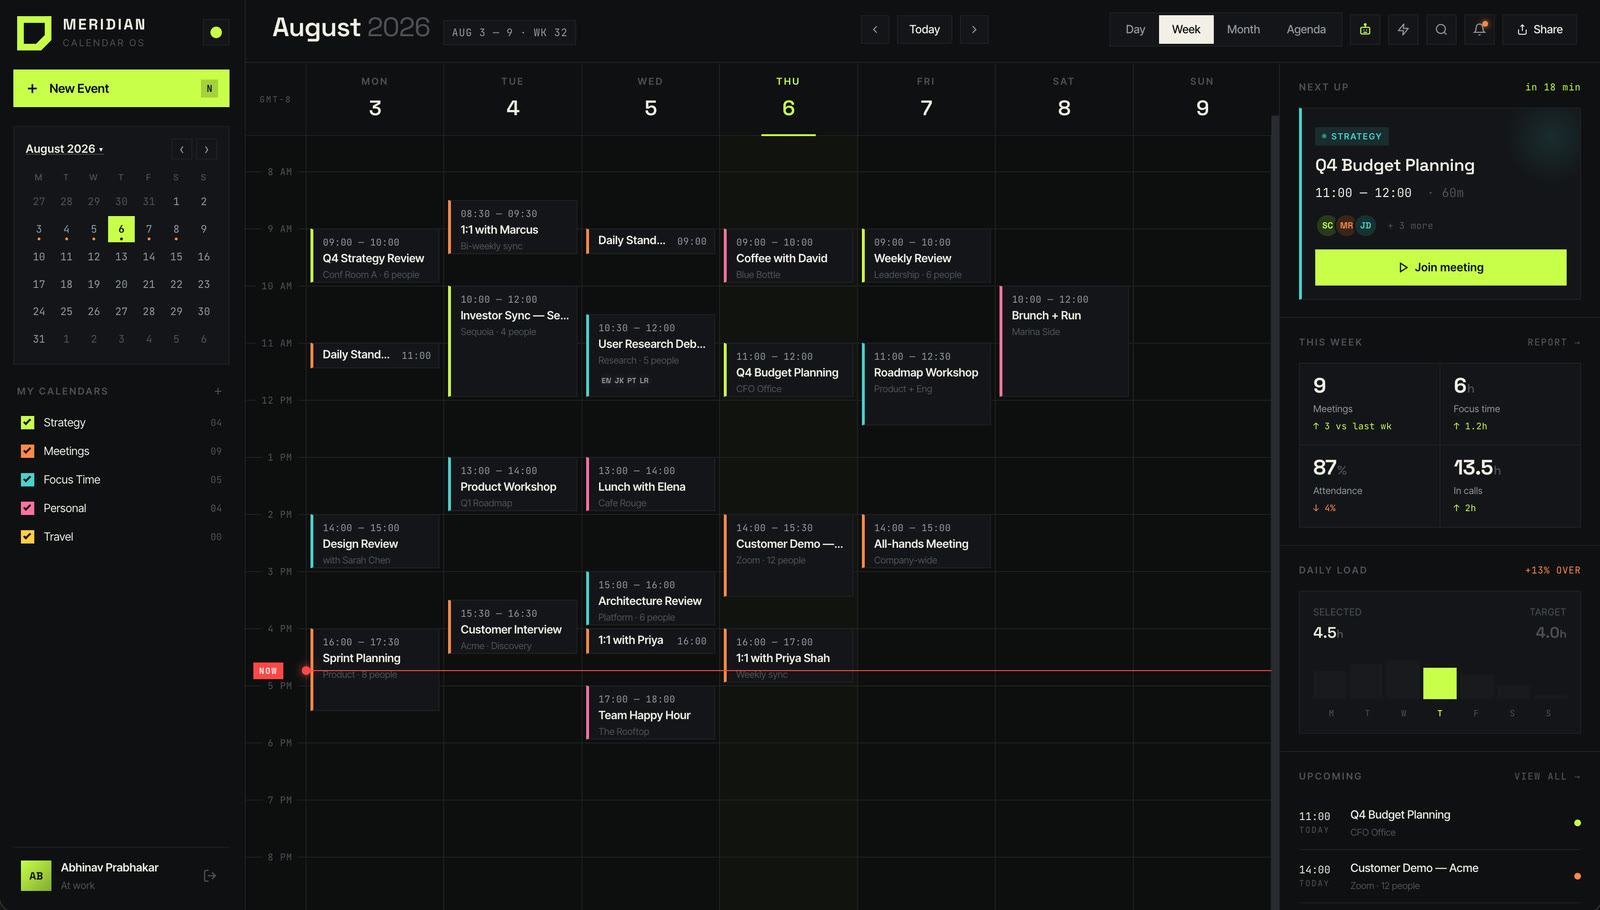 MERIDIAN
CALENDAR OS
+ New Event N
August 2026 ▾ ‹ ›
M T W T F S S
27 28 29 30 31 1 2
3 4 5 6 7 8 9
10 11 12 13 14 15 16
17 18 19 20 21 22 23
24 25 26 27 28 29 30
31 1 2 3 4 5 6
MY CALENDARS +
Strategy 04
Meetings 09
Focus Time 05
Personal 04
Travel 00
AB
Abhinav Prabhakar
At work
August 2026
AUG 3 — 9 · WK 32
‹ Today ›
Day Week Month Agenda
Share
GMT-8
MON 3
TUE 4
WED 5
THU 6
FRI 7
SAT 8
SUN 9
8 AM
9 AM
10 AM
11 AM
12 PM
1 PM
2 PM
3 PM
4 PM
NOW
5 PM
6 PM
7 PM
8 PM
09:00 — 10:00
Q4 Strategy Review
Conf Room A · 6 people
Daily Stand... 11:00
14:00 — 15:00
Design Review
with Sarah Chen
16:00 — 17:30
Sprint Planning
Product · 8 people
08:30 — 09:30
1:1 with Marcus
Bi-weekly sync
10:00 — 12:00
Investor Sync — Se...
Sequoia · 4 people
13:00 — 14:00
Product Workshop
Q1 Roadmap
15:30 — 16:30
Customer Interview
Acme · Discovery
Daily Stand... 09:00
10:30 — 12:00
User Research Deb...
Research · 5 people
JK PT LR
13:00 — 14:00
Lunch with Elena
Cafe Rouge
15:00 — 16:00
Architecture Review
Platform · 6 people
1:1 with Priya 16:00
17:00 — 18:00
Team Happy Hour
The Rooftop
09:00 — 10:00
Coffee with David
Blue Bottle
11:00 — 12:00
Q4 Budget Planning
CFO Office
14:00 — 15:30
Customer Demo —...
Zoom · 12 people
16:00 — 17:00
1:1 with Priya Shah
Weekly sync
09:00 — 10:00
Weekly Review
Leadership · 6 people
11:00 — 12:30
Roadmap Workshop
Product + Eng
14:00 — 15:00
All-hands Meeting
Company-wide
10:00 — 12:00
Brunch + Run
Marina Side
NEXT UP in 18 min
STRATEGY
Q4 Budget Planning
11:00 — 12:00 · 60m
SC MR JD + 3 more
Join meeting
THIS WEEK REPORT →
9
Meetings
↑ 3 vs last wk
6h
Focus time
↑ 1.2h
87%
Attendance
↓ 4%
13.5h
In calls
↑ 2h
DAILY LOAD +13% OVER
SELECTED TARGET
4.5h 4.0h
M T W T F S S
UPCOMING VIEW ALL →
11:00 Q4 Budget Planning
TODAY CFO Office
14:00 Customer Demo — Acme
TODAY Zoom · 12 people